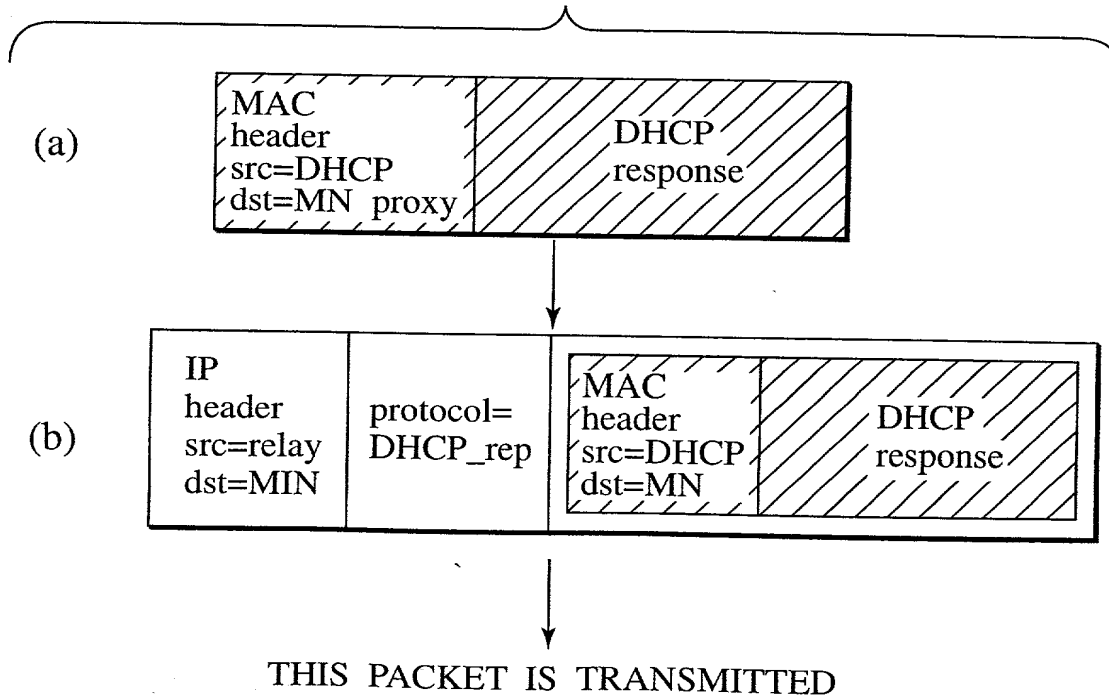 (a)
MAC
header
src=DHCP
dst=MN proxy
DHCP
response
(b)
IP
header
src=relay
dst=MIN
protocol=
DHCP_rep
MAC
header
src=DHCP
dst=MN
DHCP
response
THIS PACKET IS TRANSMITTED